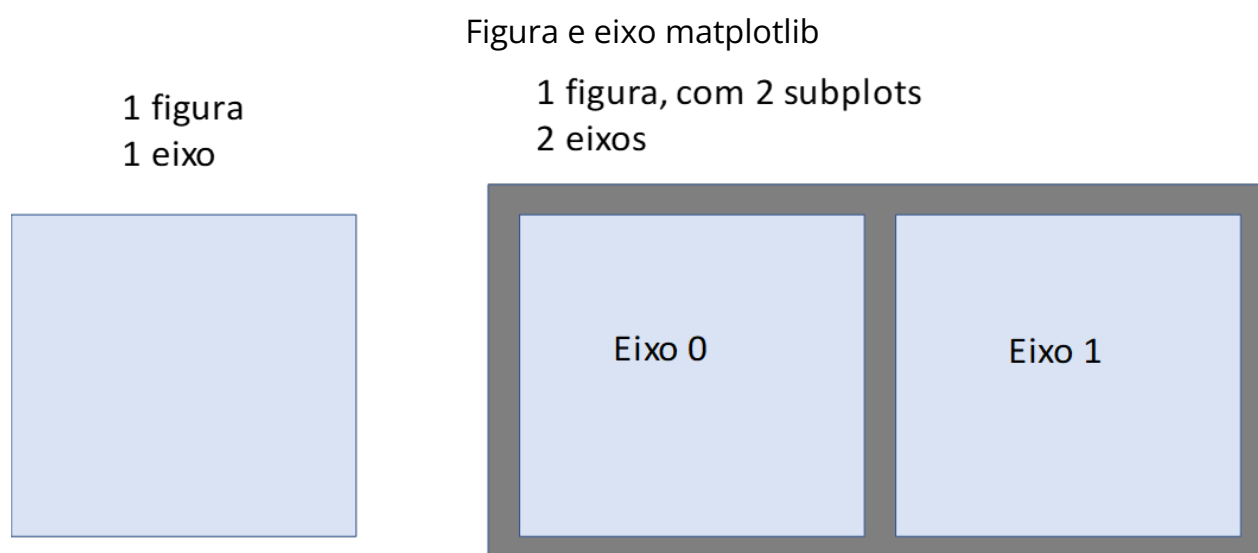 Figura e eixo matplotlib
1 figura
1 eixo
1 figura, com 2 subplots
2 eixos
Eixo 0
Eixo 1